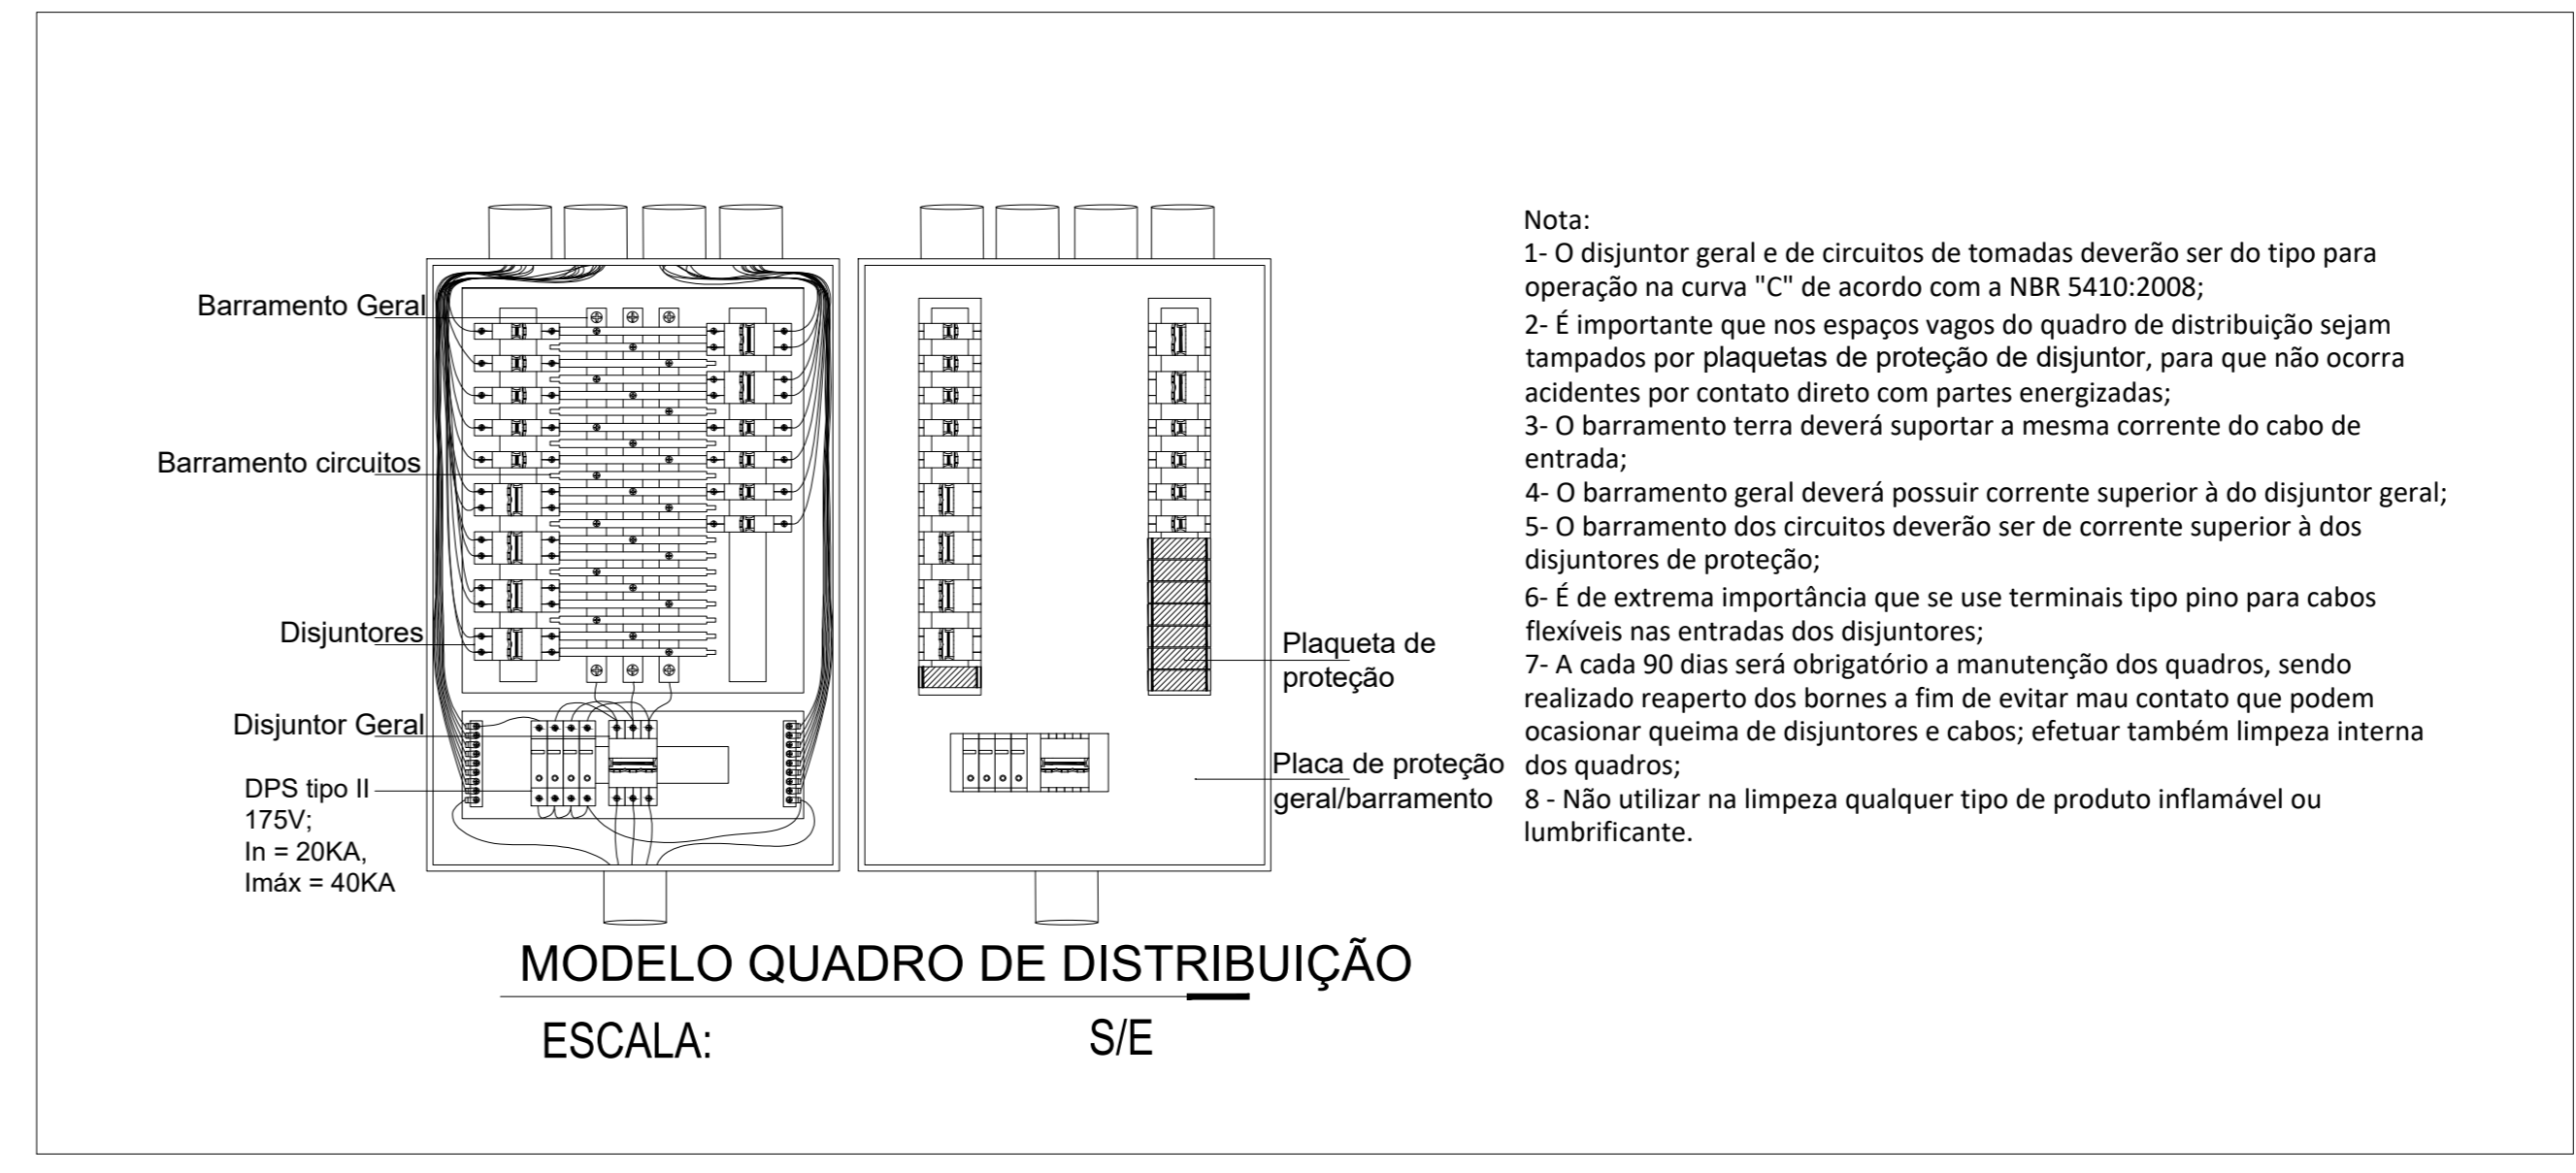 Barramento Geral
Barramento circuitos
Disjuntores
Disjuntor Geral
DPS tipo II
175V;
In = 20KA,
Imáx = 40KA
Plaqueta de
proteção
Placa de proteção
geral/barramento
Nota:
1- O disjuntor geral e de circuitos de tomadas deverão ser do tipo para
operação na curva "C" de acordo com a NBR 5410:2008;
2- É importante que nos espaços vagos do quadro de distribuição sejam
tampados por plaquetas de proteção de disjuntor, para que não ocorra
acidentes por contato direto com partes energizadas;
3- O barramento terra deverá suportar a mesma corrente do cabo de
entrada;
4- O barramento geral deverá possuir corrente superior à do disjuntor geral;
5- O barramento dos circuitos deverão ser de corrente superior à dos
disjuntores de proteção;
6- É de extrema importância que se use terminais tipo pino para cabos
flexíveis nas entradas dos disjuntores;
7- A cada 90 dias será obrigatório a manutenção dos quadros, sendo
realizado reaperto dos bornes a fim de evitar mau contato que podem
ocasionar queima de disjuntores e cabos; efetuar também limpeza interna
dos quadros;
8 - Não utilizar na limpeza qualquer tipo de produto inflamável ou
lumbrificante.
MODELO QUADRO DE DISTRIBUIÇÃO
ESCALA: S/E